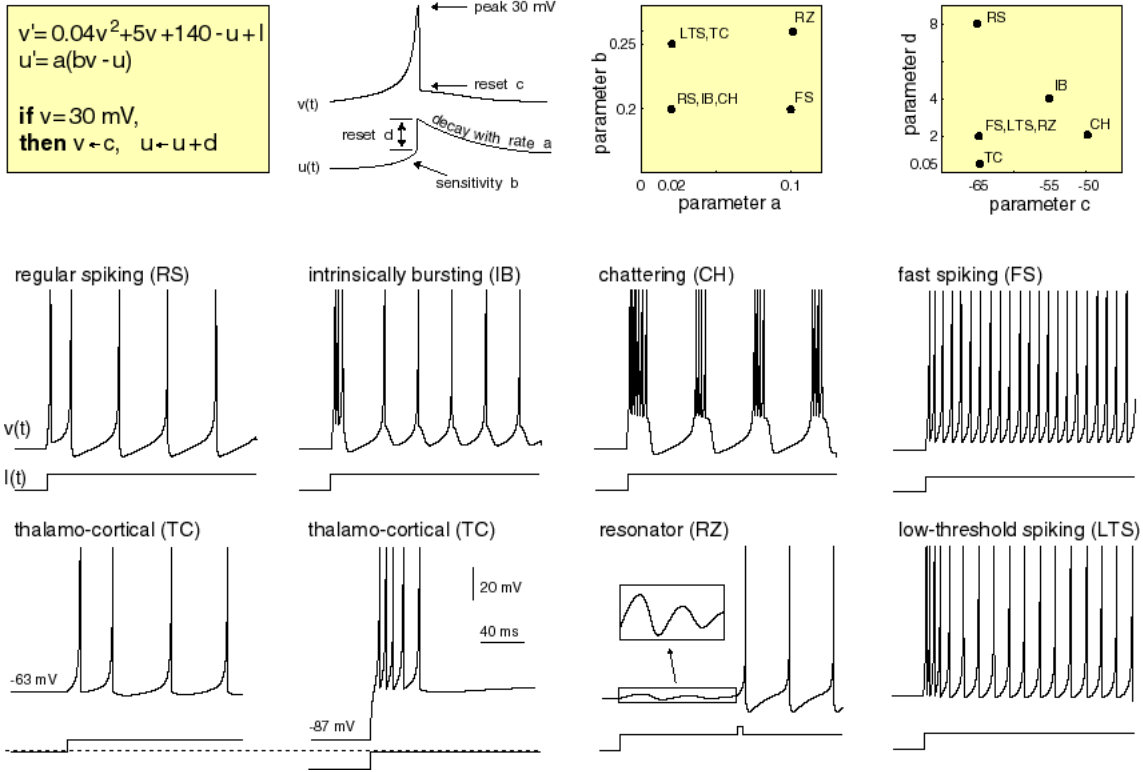 v'= 0.04v²+5v +140 - u + I
u'= a(bv - u)
if v= 30 mV,
then v←c, u←u+d
peak 30 mV
reset c
v(t)
reset d
decay with rate a
u(t)
sensitivity b
parameter b
0.25
0.2
LTS,TC
RZ
RS,IB,CH
FS
0 0.02 0.1
parameter a
parameter d
8
4
2
0.05
RS
IB
FS,LTS,RZ
CH
TC
-65 -55 -50
parameter c
regular spiking (RS)
intrinsically bursting (IB)
chattering (CH)
fast spiking (FS)
v(t)
I(t)
thalamo-cortical (TC)
thalamo-cortical (TC)
resonator (RZ)
low-threshold spiking (LTS)
20 mV
40 ms
-63 mV
-87 mV